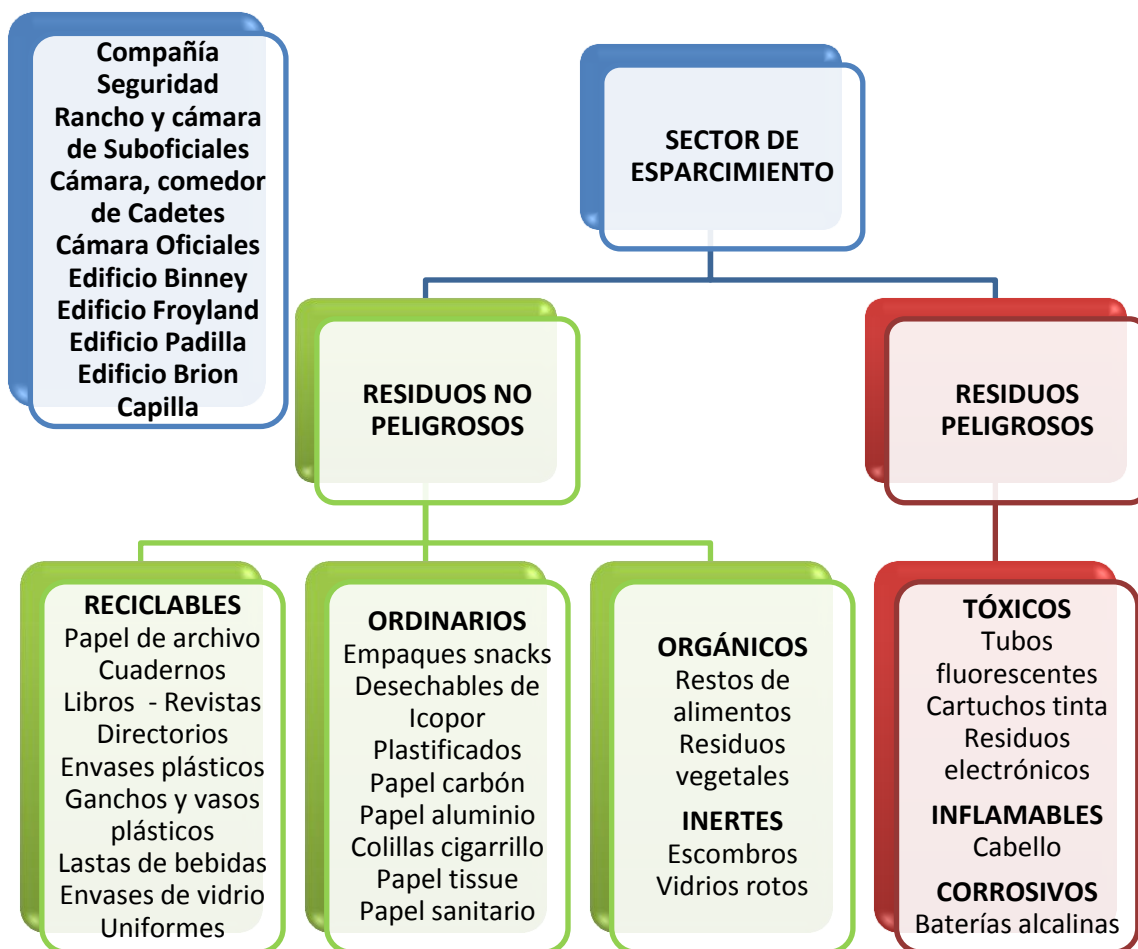 Compañía
Seguridad
Rancho y cámara
de Suboficiales
Cámara, comedor
de Cadetes
Cámara Oficiales
Edificio Binney
Edificio Froyland
Edificio Padilla
Edificio Brion
Capilla
SECTOR DE
ESPARCIMIENTO
RESIDUOS NO
PELIGROSOS
RESIDUOS
PELIGROSOS
RECICLABLES
Papel de archivo
Cuadernos
Libros - Revistas
Directorios
Envases plásticos
Ganchos y vasos
plásticos
Lastas de bebidas
Envases de vidrio
Uniformes
ORDINARIOS
Empaques snacks
Desechables de
Icopor
Plastificados
Papel carbón
Papel aluminio
Colillas cigarrillo
Papel tissue
Papel sanitario
ORGÁNICOS
Restos de
alimentos
Residuos
vegetales
INERTES
Escombros
Vidrios rotos
TÓXICOS
Tubos
fluorescentes
Cartuchos tinta
Residuos
electrónicos
INFLAMABLES
Cabello
CORROSIVOS
Baterías alcalinas